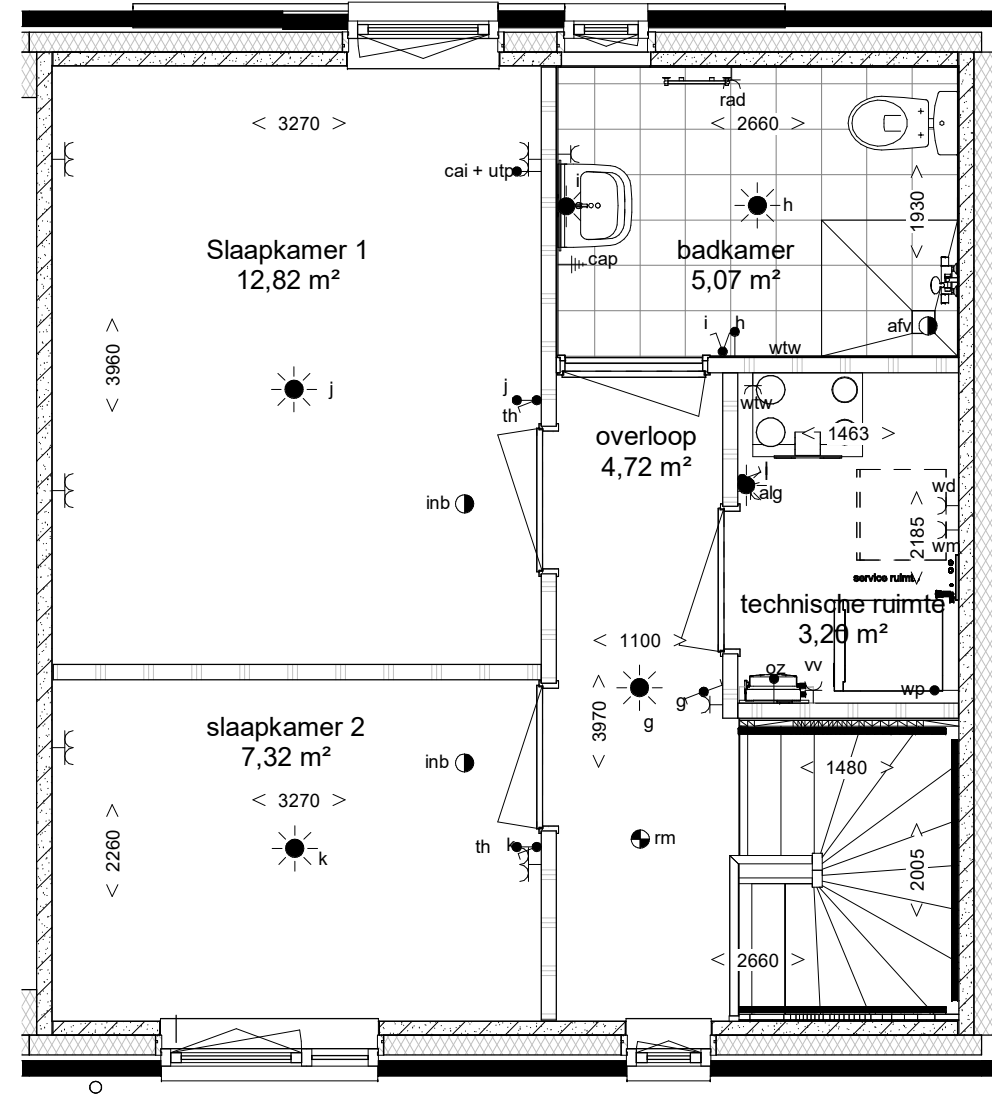 rad
3270
2660
cai + utp
i
h
1930
Slaapkamer 1
12,82 m²
badkamer
5,07 m²
cap
afv
i h
wtw
3960
j
j
th
wtw
overloop
4,72 m²
1463
l
alg
inb
wd
2185
wm
service ruimte
technische ruimte
3,20 m²
1100
oz
vv
wp
g
g
3970
slaapkamer 2
7,32 m²
inb
1480
3270
2260
k
th
k
rm
2005
2660